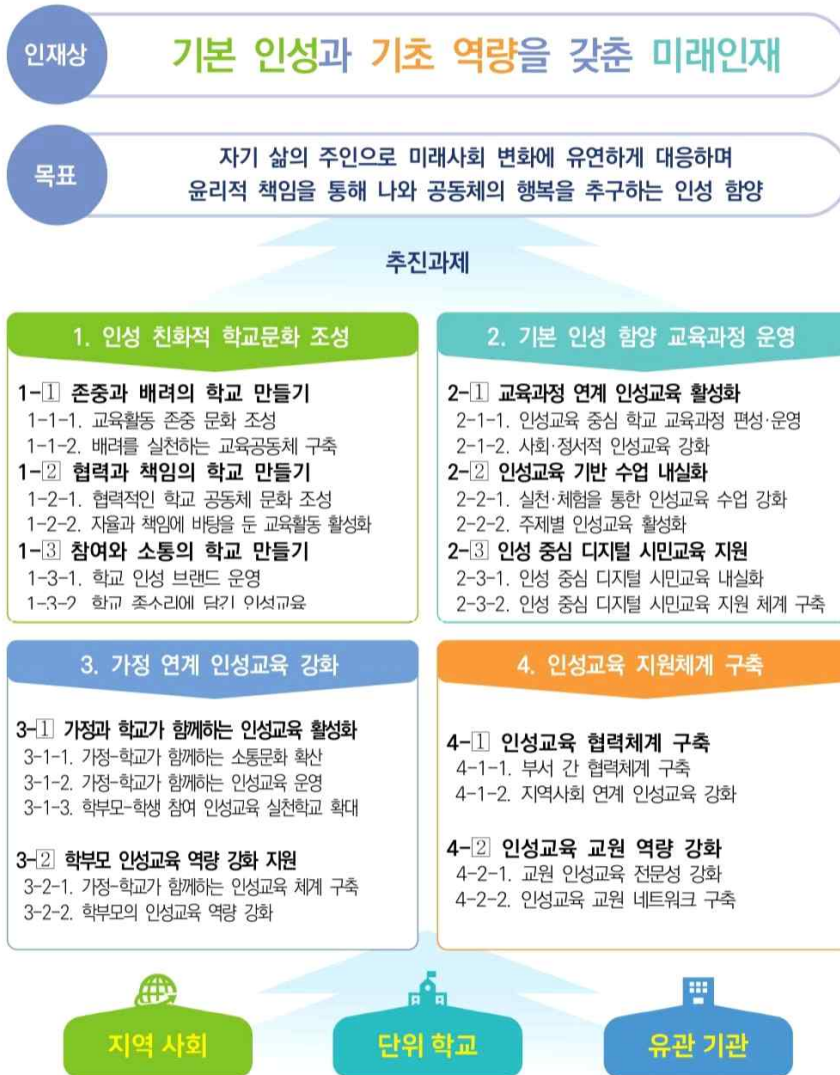 인재상
기본 인성과 기초 역량을 갖춘 미래인재
목표
자기 삶의 주인으로 미래사회 변화에 유연하게 대응하며
윤리적 책임을 통해 나와 공동체의 행복을 추구하는 인성 함양
추진과제
1. 인성 친화적 학교문화 조성
1-1 존중과 배려의 학교 만들기
1-1-1. 교육활동 존중 문화 조성
1-1-2. 배려를 실천하는 교육공동체 구축
1-2 협력과 책임의 학교 만들기
1-2-1. 협력적인 학교 공동체 문화 조성
1-2-2. 자율과 책임에 바탕을 둔 교육활동 활성화
1-3 참여와 소통의 학교 만들기
1-3-1. 학교 인성 브랜드 운영
1-3-2. 학교 종소리에 담긴 인성교육
2. 기본 인성 함양 교육과정 운영
2-1 교육과정 연계 인성교육 활성화
2-1-1. 인성교육 중심 학교 교육과정 편성·운영
2-1-2. 사회·정서적 인성교육 강화
2-2 인성교육 기반 수업 내실화
2-2-1. 실천·체험을 통한 인성교육 수업 강화
2-2-2. 주제별 인성교육 활성화
2-3 인성 중심 디지털 시민교육 지원
2-3-1. 인성 중심 디지털 시민교육 내실화
2-3-2. 인성 중심 디지털 시민교육 지원 체계 구축
3. 가정 연계 인성교육 강화
3-1 가정과 학교가 함께하는 인성교육 활성화
3-1-1. 가정-학교가 함께하는 소통문화 확산
3-1-2. 가정-학교가 함께하는 인성교육 운영
3-1-3. 학부모-학생 참여 인성교육 실천학교 확대
3-2 학부모 인성교육 역량 강화 지원
3-2-1. 가정-학교가 함께하는 인성교육 체계 구축
3-2-2. 학부모의 인성교육 역량 강화
4. 인성교육 지원체계 구축
4-1 인성교육 협력체계 구축
4-1-1. 부서 간 협력체계 구축
4-1-2. 지역사회 연계 인성교육 강화
4-2 인성교육 교원 역량 강화
4-2-1. 교원 인성교육 전문성 강화
4-2-2. 인성교육 교원 네트워크 구축
지역 사회
단위 학교
유관 기관